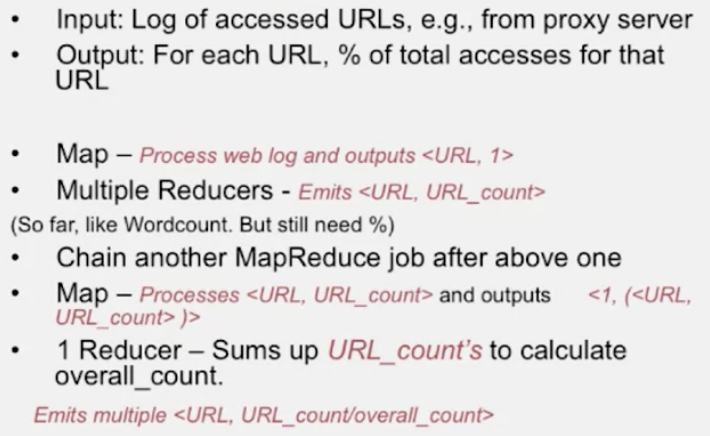 • Input: Log of accessed URLs, e.g., from proxy server
• Output: For each URL, % of total accesses for that
URL
• Map – Process web log and outputs <URL, 1>
• Multiple Reducers - Emits <URL, URL_count>
(So far, like Wordcount. But still need %)
• Chain another MapReduce job after above one
• Map – Processes <URL, URL_count> and outputs <1, (<URL,
URL_count> )>
• 1 Reducer – Sums up URL_count's to calculate
overall_count.
Emits multiple <URL, URL_count/overall_count>